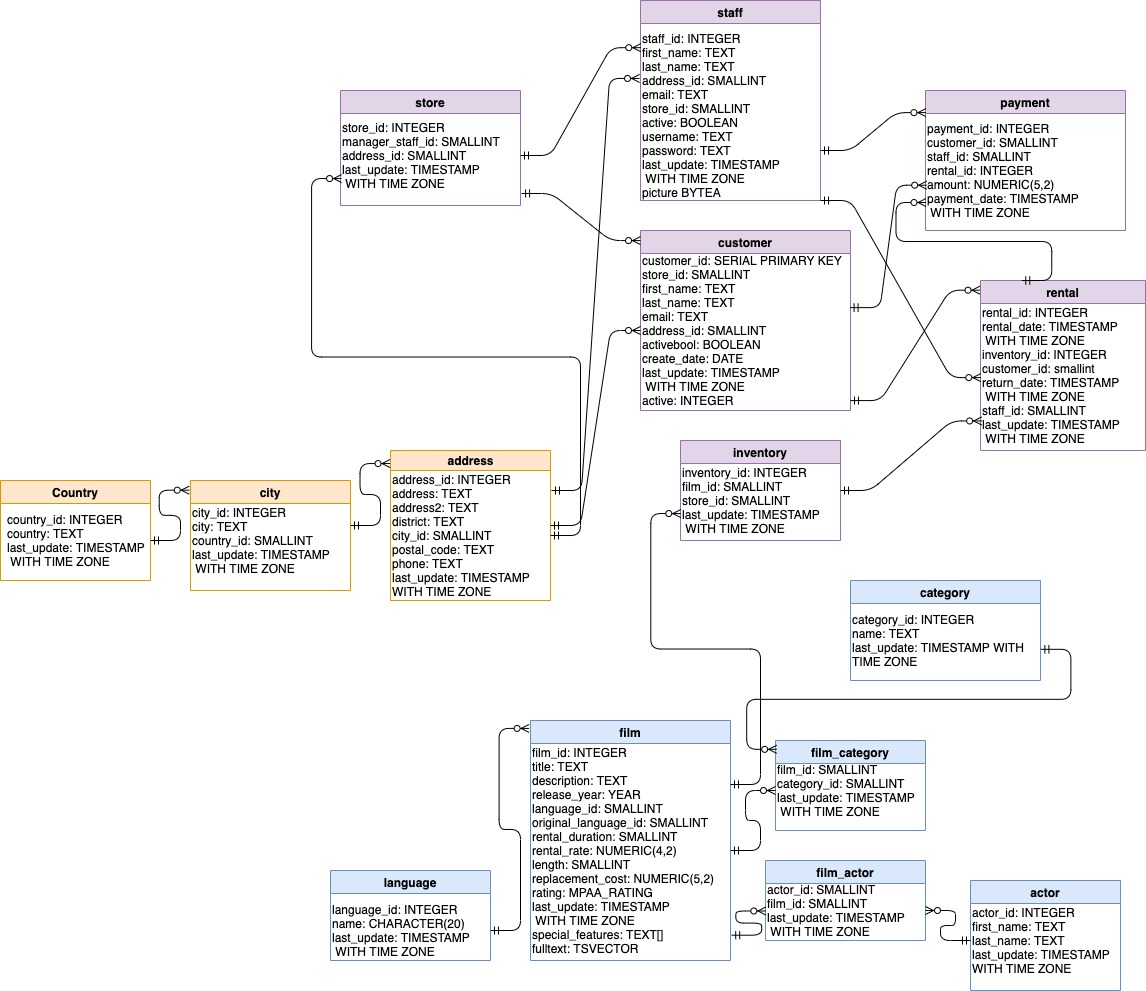 staff
staff_id: INTEGER
first_name: TEXT
last_name: TEXT
address_id: SMALLINT
email: TEXT
store_id: SMALLINT
active: BOOLEAN
username: TEXT
password: TEXT
last_update: TIMESTAMP
WITH TIME ZONE
picture BYTEA
store
store_id: INTEGER
manager_staff_id: SMALLINT
address_id: SMALLINT
last_update: TIMESTAMP
WITH TIME ZONE
payment
payment_id: INTEGER
customer_id: SMALLINT
staff_id: SMALLINT
rental_id: INTEGER
amount: NUMERIC(5,2)
payment_date: TIMESTAMP
WITH TIME ZONE
customer
customer_id: SERIAL PRIMARY KEY
store_id: SMALLINT
first_name: TEXT
last_name: TEXT
email: TEXT
address_id: SMALLINT
activebool: BOOLEAN
create_date: DATE
last_update: TIMESTAMP
WITH TIME ZONE
active: INTEGER
rental
rental_id: INTEGER
rental_date: TIMESTAMP
WITH TIME ZONE
inventory_id: INTEGER
customer_id: smallint
return_date: TIMESTAMP
WITH TIME ZONE
staff_id: SMALLINT
last_update: TIMESTAMP
WITH TIME ZONE
inventory
inventory_id: INTEGER
film_id: SMALLINT
store_id: SMALLINT
last_update: TIMESTAMP
WITH TIME ZONE
address
address_id: INTEGER
address: TEXT
address2: TEXT
district: TEXT
city_id: SMALLINT
postal_code: TEXT
phone: TEXT
last_update: TIMESTAMP
WITH TIME ZONE
Country
country_id: INTEGER
country: TEXT
last_update: TIMESTAMP
WITH TIME ZONE
city
city_id: INTEGER
city: TEXT
country_id: SMALLINT
last_update: TIMESTAMP
WITH TIME ZONE
category
category_id: INTEGER
name: TEXT
last_update: TIMESTAMP WITH
TIME ZONE
film
film_id: INTEGER
title: TEXT
description: TEXT
release_year: YEAR
language_id: SMALLINT
original_language_id: SMALLINT
rental_duration: SMALLINT
rental_rate: NUMERIC(4,2)
length: SMALLINT
replacement_cost: NUMERIC(5,2)
rating: MPAA_RATING
last_update: TIMESTAMP
WITH TIME ZONE
special_features: TEXT[]
fulltext: TSVECTOR
film_category
film_id: SMALLINT
category_id: SMALLINT
last_update: TIMESTAMP
WITH TIME ZONE
language
language_id: INTEGER
name: CHARACTER(20)
last_update: TIMESTAMP
WITH TIME ZONE
film_actor
actor_id: SMALLINT
film_id: SMALLINT
last_update: TIMESTAMP
WITH TIME ZONE
actor
actor_id: INTEGER
first_name: TEXT
last_name: TEXT
last_update: TIMESTAMP
WITH TIME ZONE